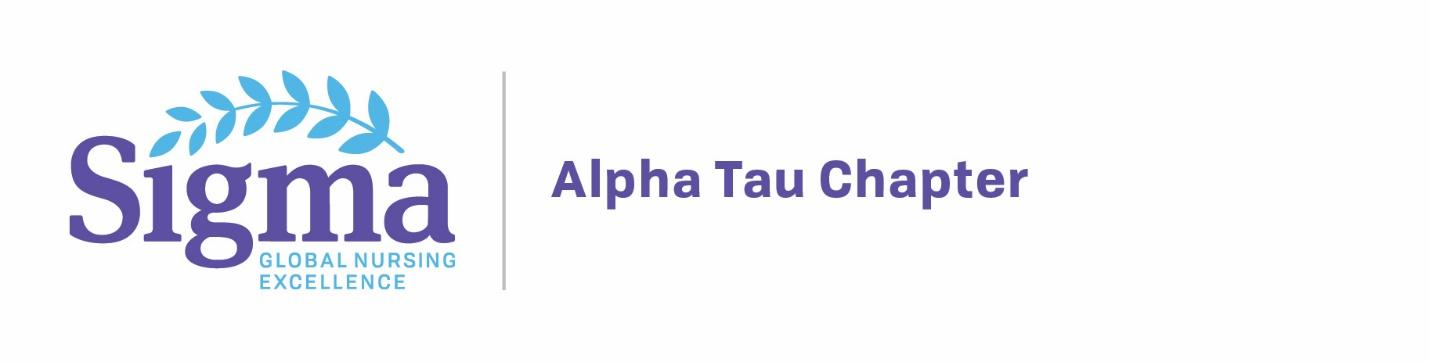 Sigma
GLOBAL NURSING
EXCELLENCE
Alpha Tau Chapter